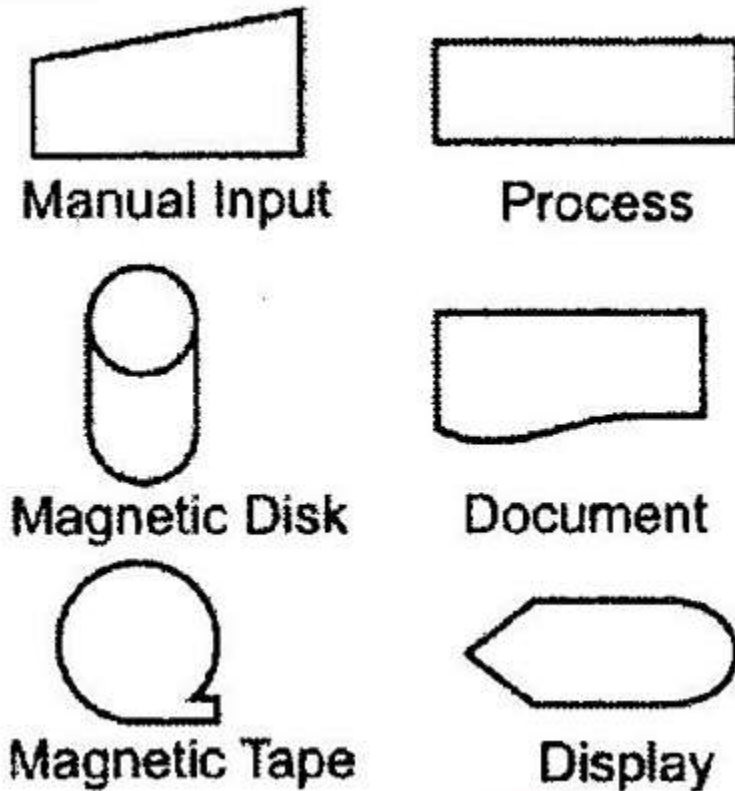 Manual Input
Process
Magnetic Disk
Document
Magnetic Tape
Display